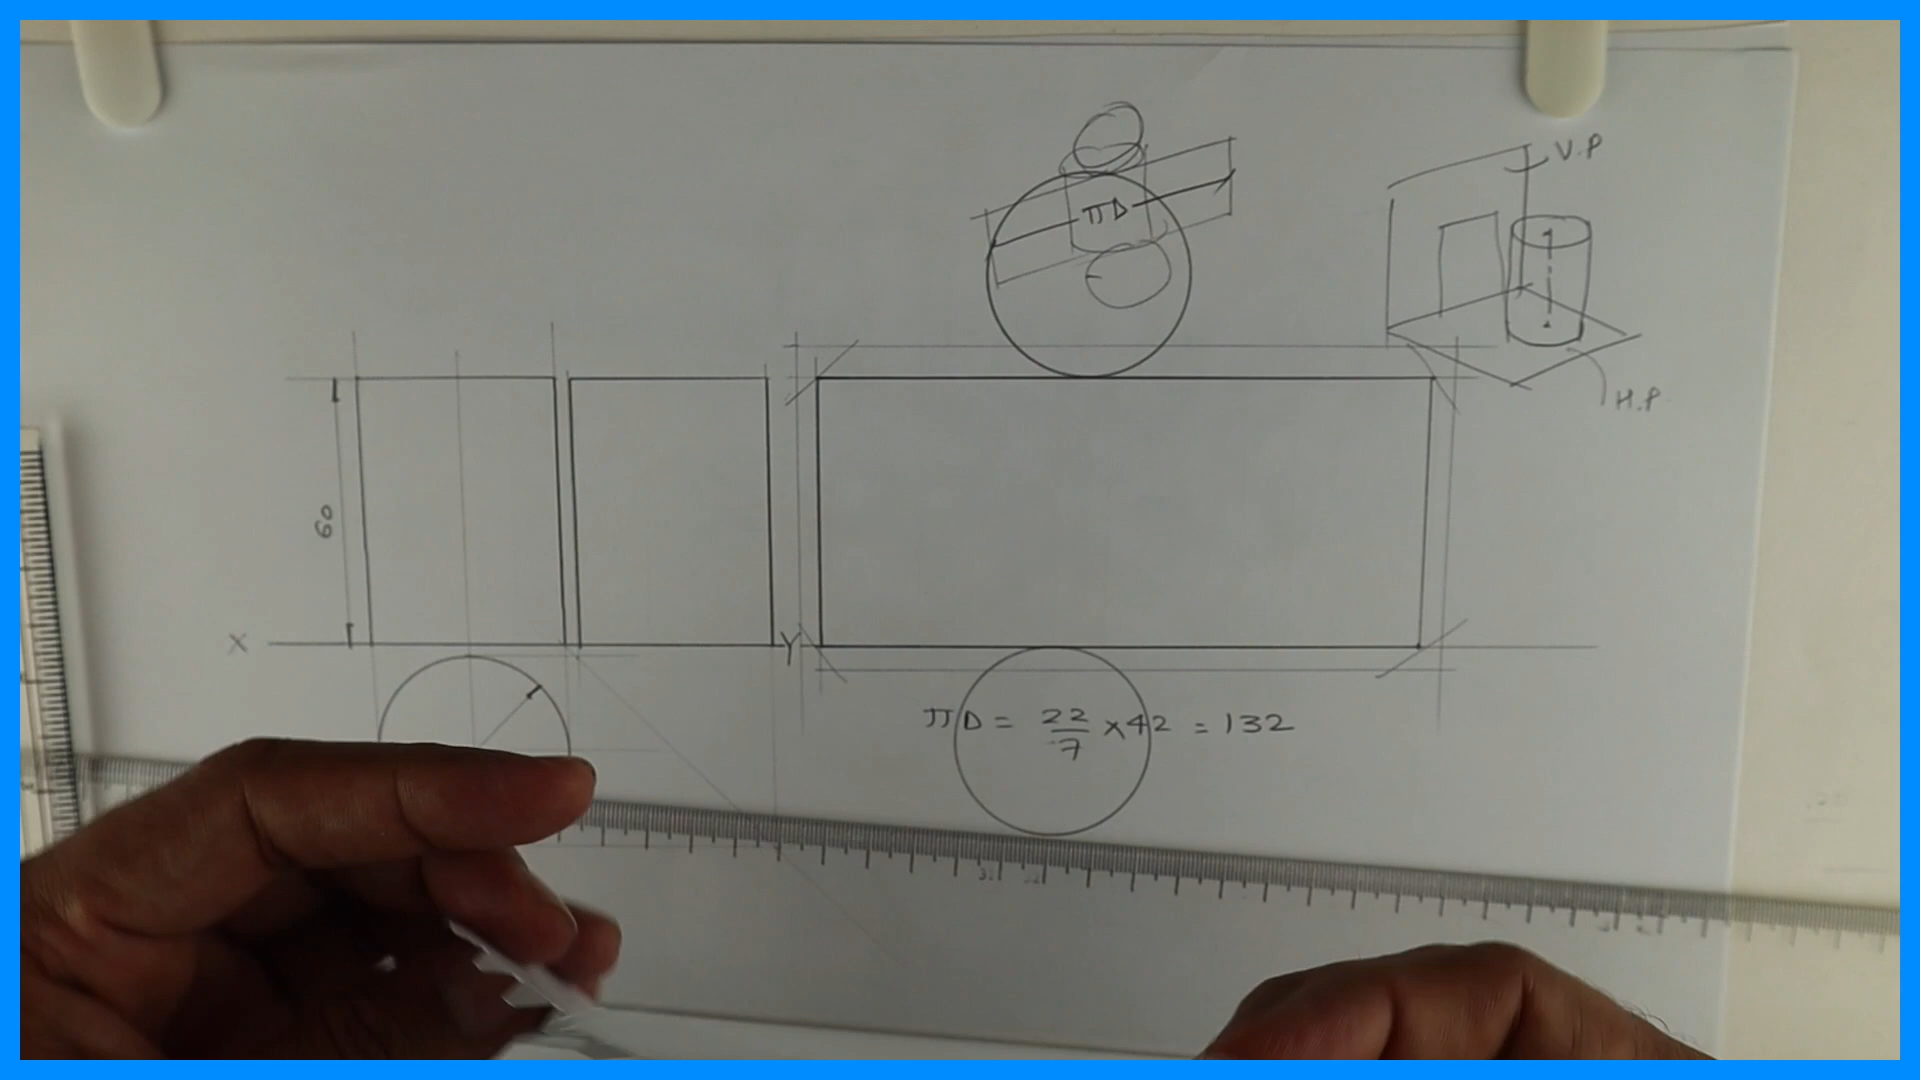 V.P
πD
H.P
60
X
Y
πD = 22/7 × 42 = 132